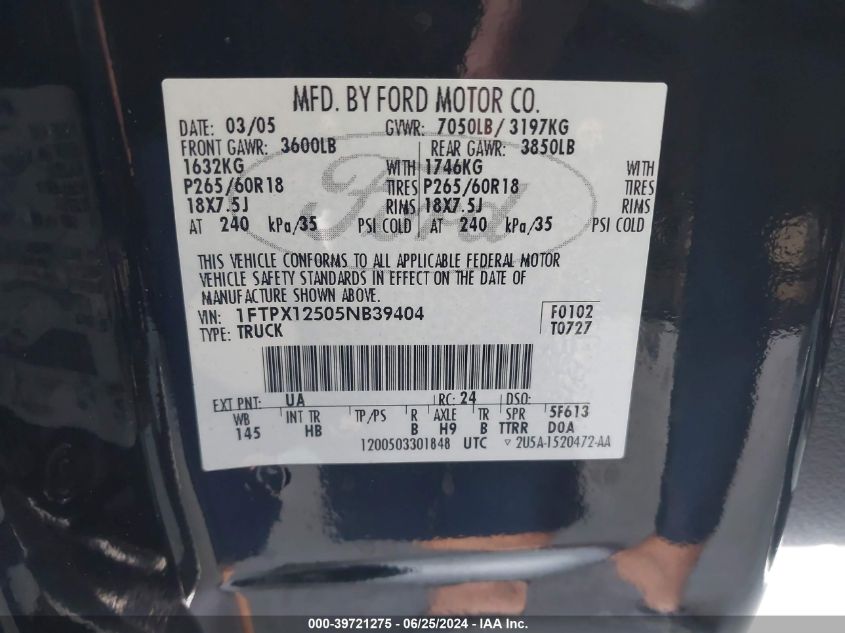 MFD. BY FORD MOTOR CO.
DATE: 03/05 GVWR: 7050LB / 3197KG
FRONT GAWR: 3600LB REAR GAWR: 3850LB
1632KG WITH 1746KG WITH
P265/60R18 TIRES P265/60R18 TIRES
18X7.5J RIMS 18X7.5J RIMS
AT 240 kPa/35 PSI COLD AT 240 kPa/35 PSI COLD
Ford
THIS VEHICLE CONFORMS TO ALL APPLICABLE FEDERAL MOTOR
VEHICLE SAFETY STANDARDS IN EFFECT ON THE DATE OF
MANUFACTURE SHOWN ABOVE.
VIN: 1FTPX12505NB39404 F0102
TYPE: TRUCK T0727
EXT PNT: UA RC: 24 DSO:
WB INT TR TP/PS R AXLE TR SPR 5F613
145 HB B H9 B TTRR DOA
1200503301848 UTC ▽ 2U5A-1520472-AA
000-39721275 / 06/25/2024 / © IAA Inc.